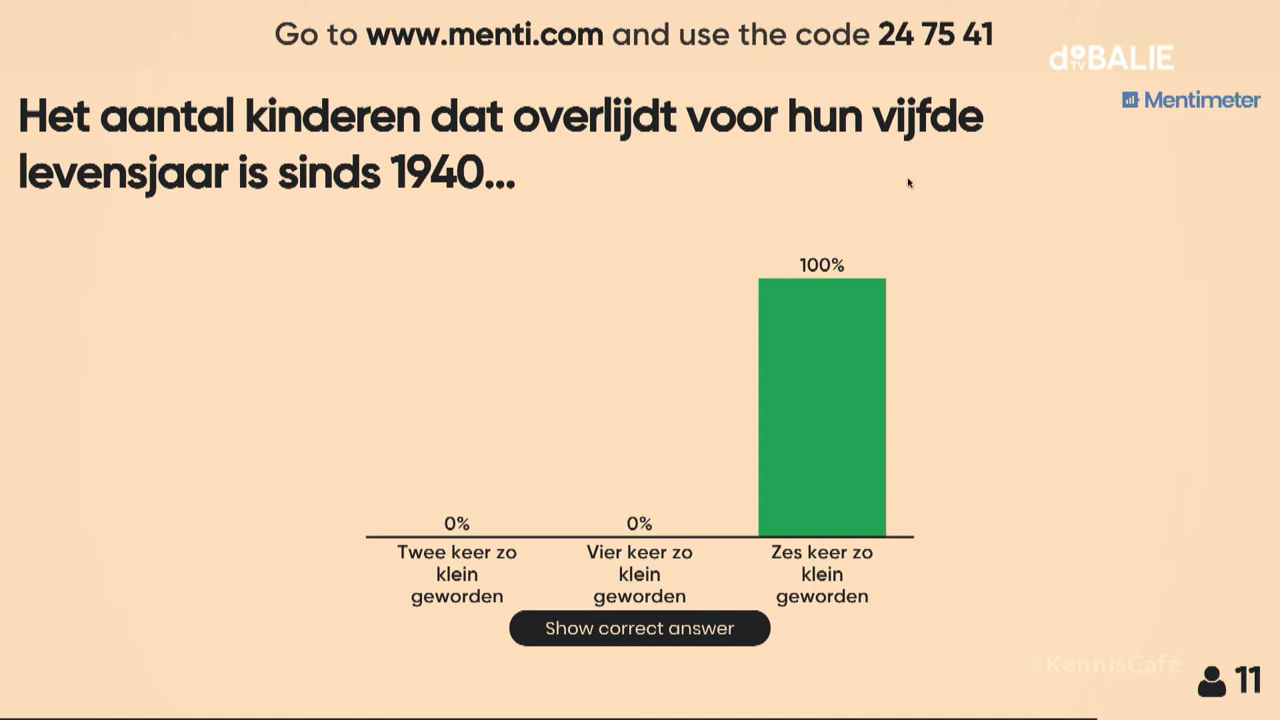 Go to www.menti.com and use the code 24 75 41
de BALIE
TV
Mentimeter
Het aantal kinderen dat overlijdt voor hun vijfde
levensjaar is sinds 1940...
100%
0%
0%
Twee keer zo
klein
geworden
Vier keer zo
klein
geworden
Zes keer zo
klein
geworden
Show correct answer
#KennisCafé
11